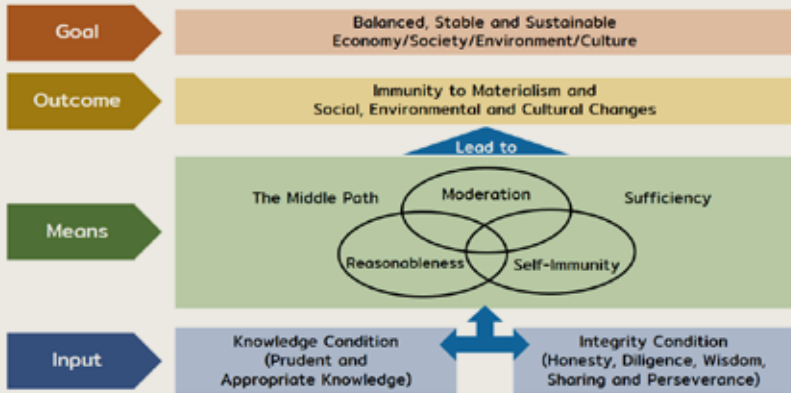 Goal
Balanced, Stable and Sustainable
Economy/Society/Environment/Culture
Outcome
Immunity to Materialism and
Social, Environmental and Cultural Changes
Lead to
Means
The Middle Path
Moderation
Sufficiency
Reasonableness
Self-Immunity
Input
Knowledge Condition
(Prudent and
Appropriate Knowledge)
Integrity Condition
(Honesty, Diligence, Wisdom,
Sharing and Perseverance)